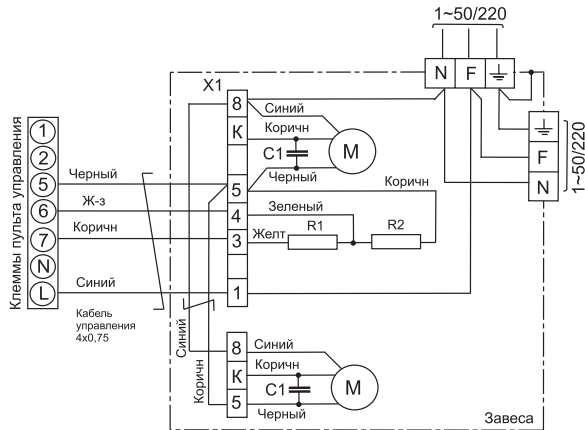 1~50/220
N F
X1
8
Синий
К
Коричн
C1
М
Черный
5
Коричн
4
Зеленый
3
Желт
R1
R2
1
F
N
1~50/220
Клеммы пульта управления
1
2
5
Черный
6
Ж-з
7
Коричн
N
L
Синий
Кабель
управления
4х0,75
Синий
Коричн
8
Синий
К
Коричн
C1
М
5
Черный
Завеса